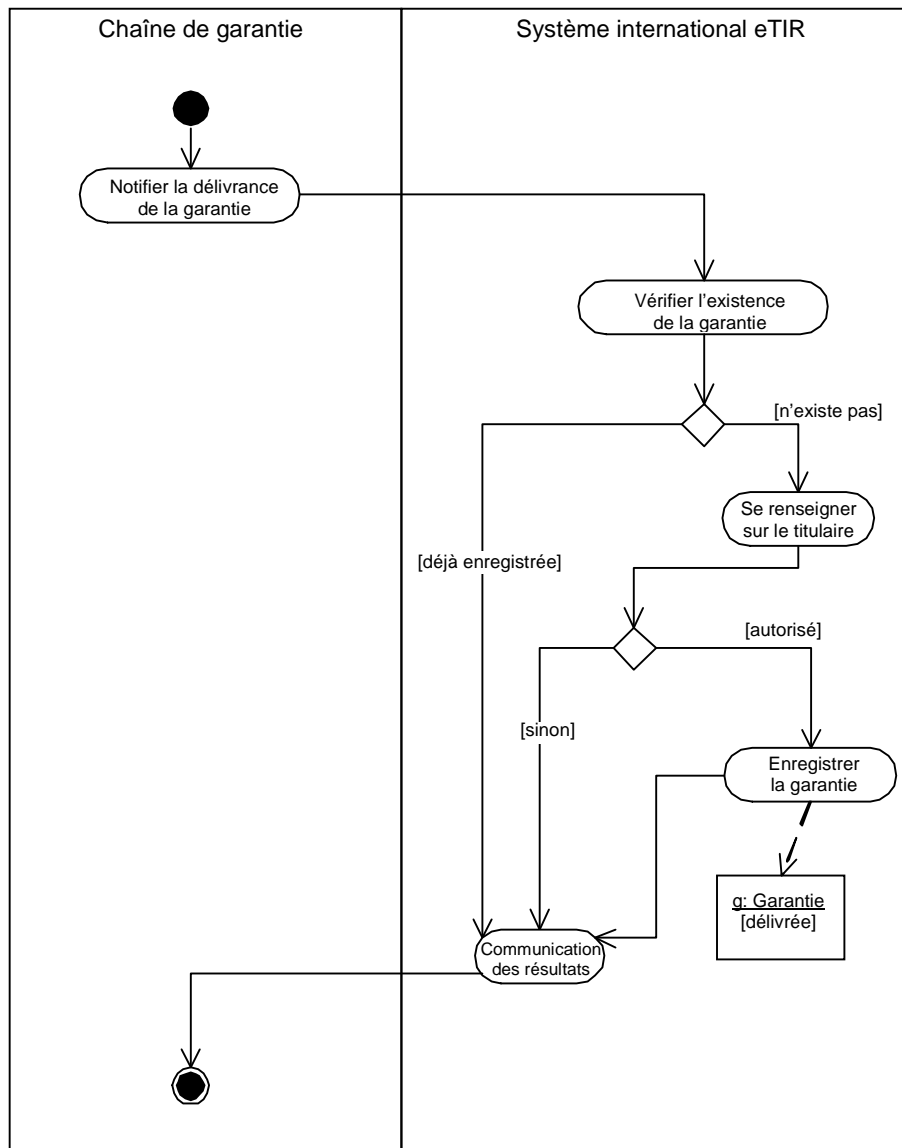 Chaîne de garantie
Système international eTIR
Notifier la délivrance
de la garantie
Vérifier l'existence
de la garantie
[n'existe pas]
Se renseigner
sur le titulaire
[déjà enregistrée]
[autorisé]
[sinon]
Enregistrer
la garantie
g: Garantie
[délivrée]
Communication
des résultats